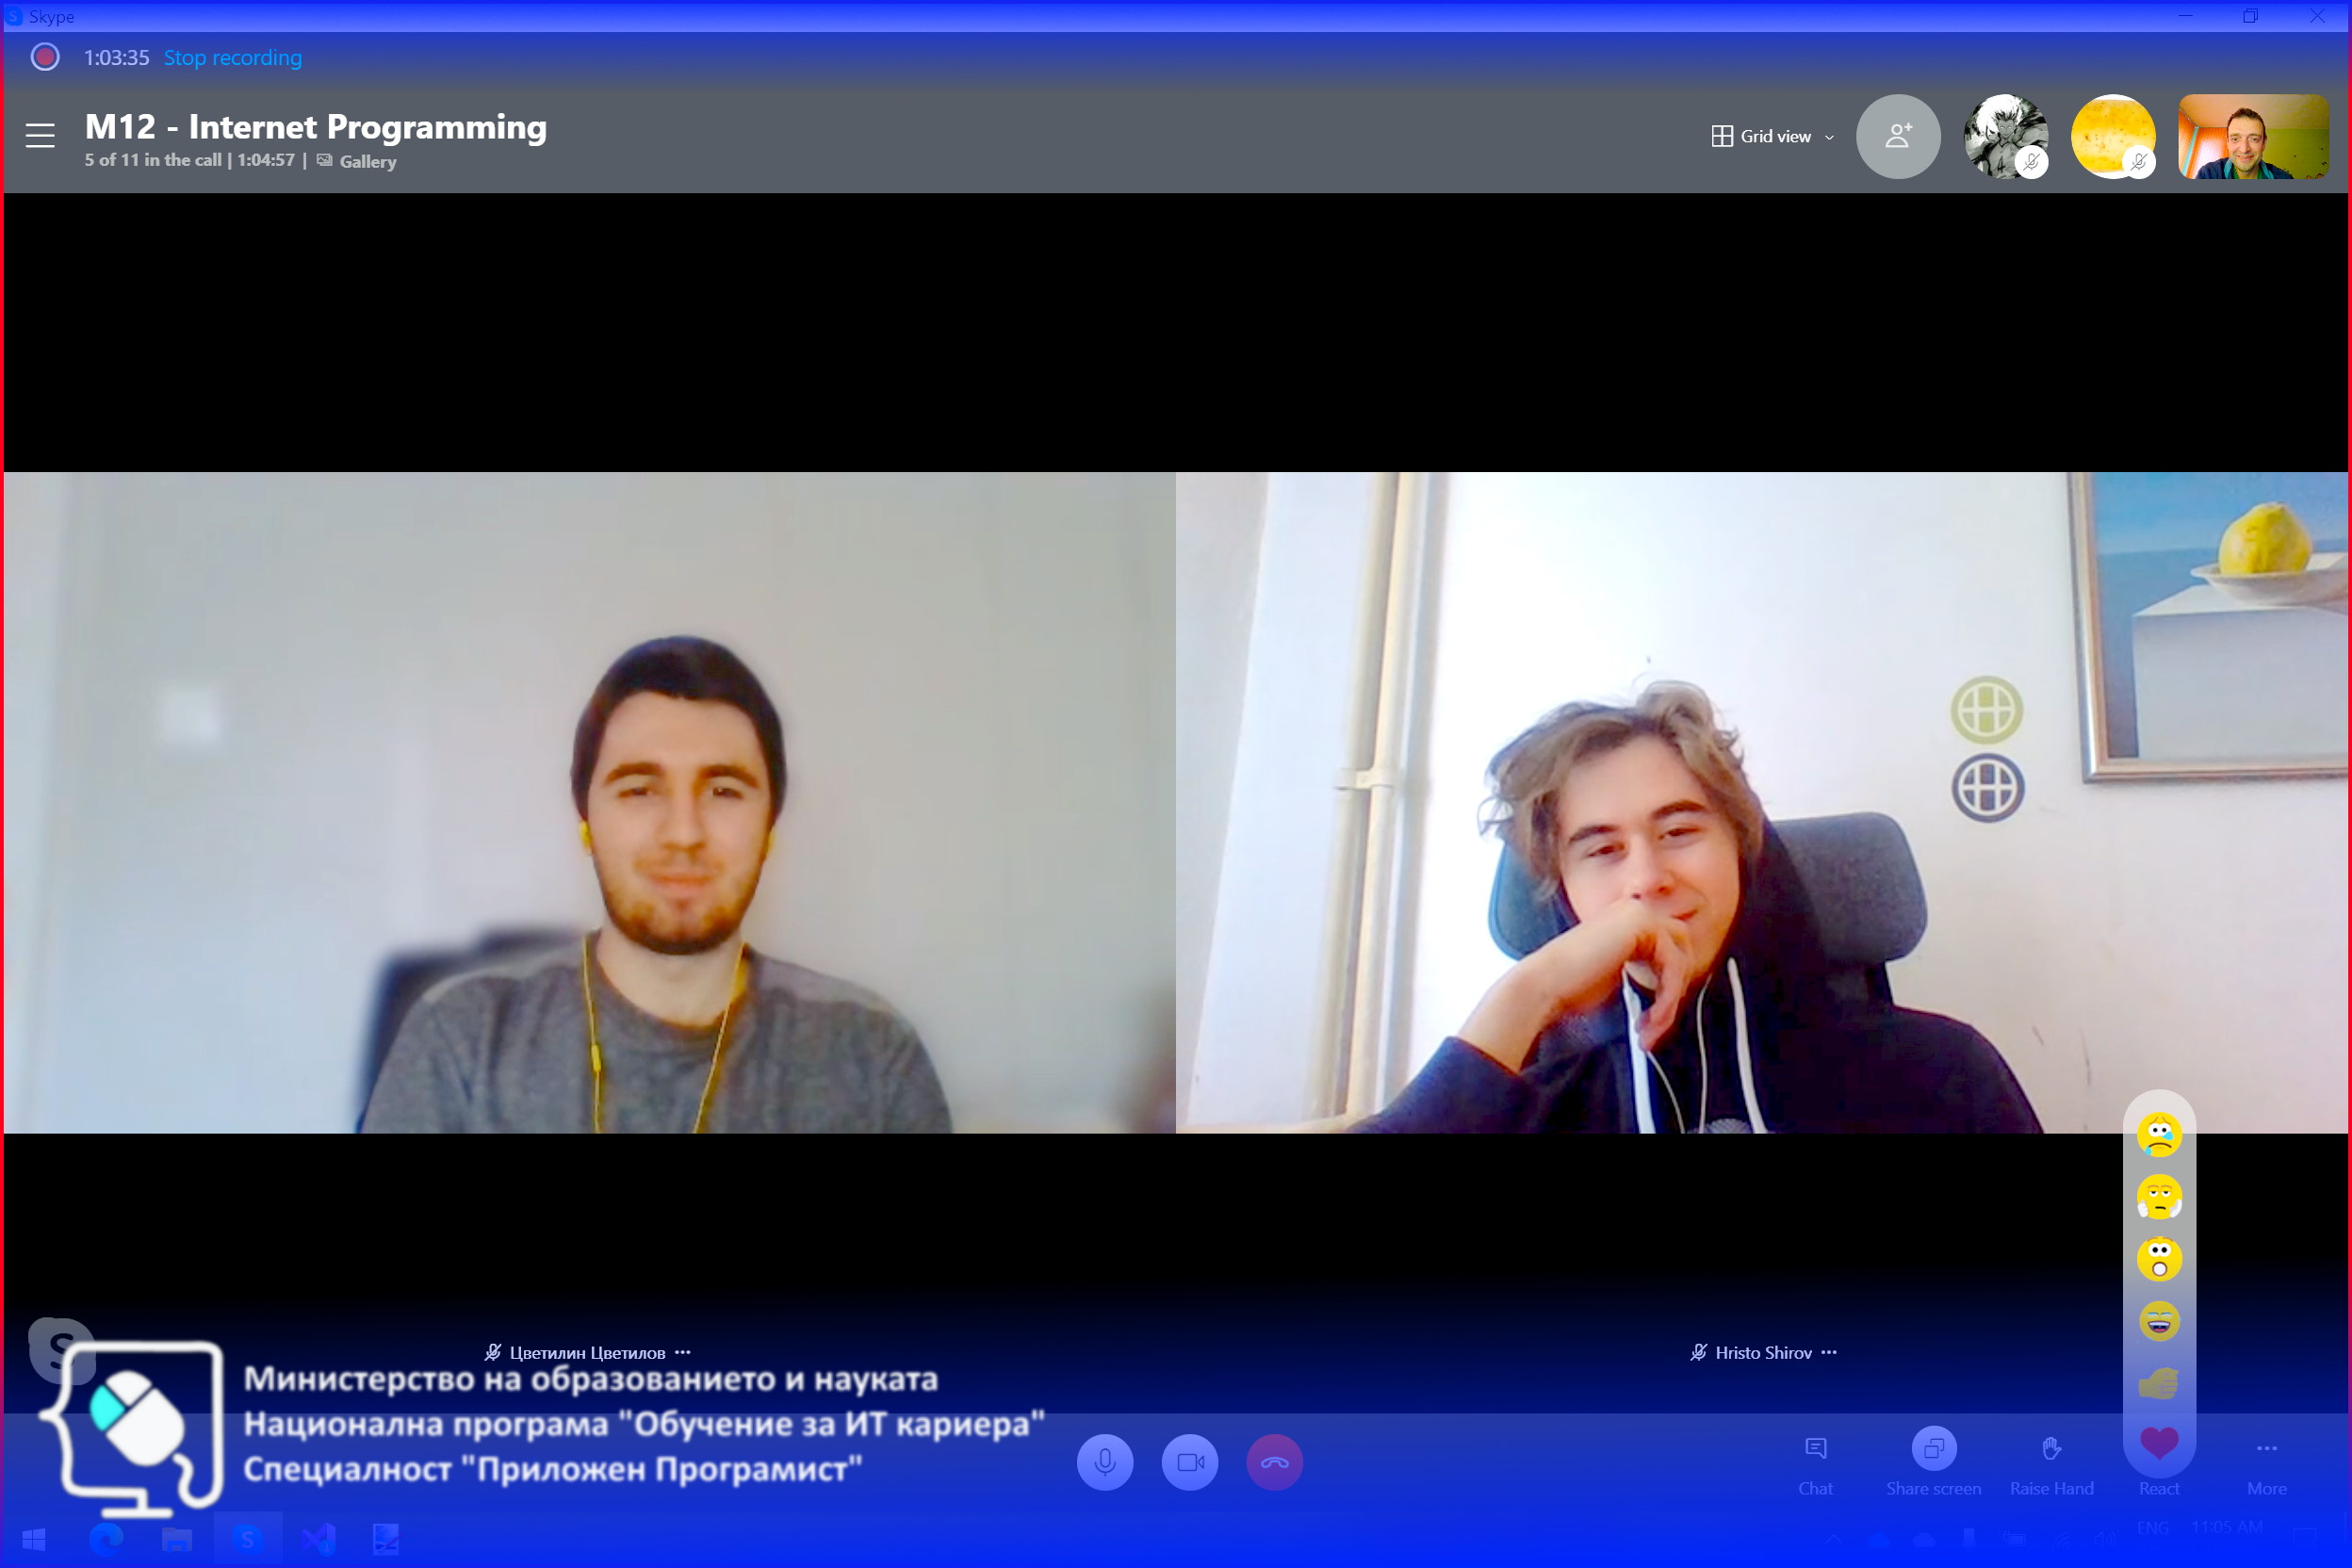 Skype
1:03:35 Stop recording
M12 - Internet Programming
5 of 11 in the call | 1:04:57 | Gallery
Grid view
Цветилин Цветилов
Hristo Shirov
Министерство на образованието и науката
Национална програма "Обучение за ИТ кариера"
Специалност "Приложен Програмист"
Chat
Share screen
Raise Hand
React
More
ENG
11:05 AM